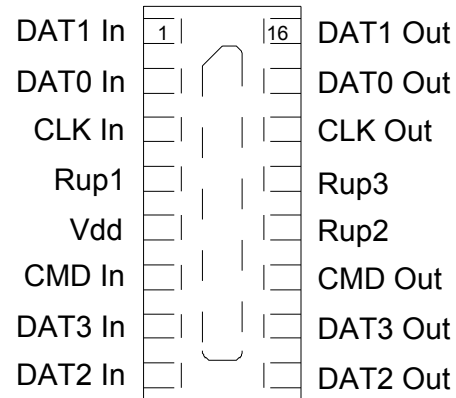 DAT1 In 1 16 DAT1 Out
DAT0 In DAT0 Out
CLK In CLK Out
Rup1 Rup3
Vdd Rup2
CMD In CMD Out
DAT3 In DAT3 Out
DAT2 In DAT2 Out